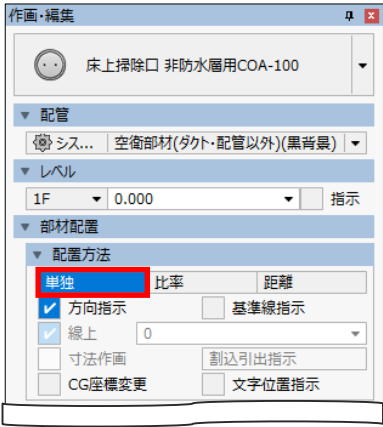 作画・編集
床上掃除口 非防水層用COA-100
配管
シス... 空衛部材(ダクト・配管以外)(黒背景)
レベル
1F 0.000 指示
部材配置
配置方法
単独 比率 距離
方向指示 基準線指示
線上 0
寸法作画 割込引出指示
CG座標変更 文字位置指示